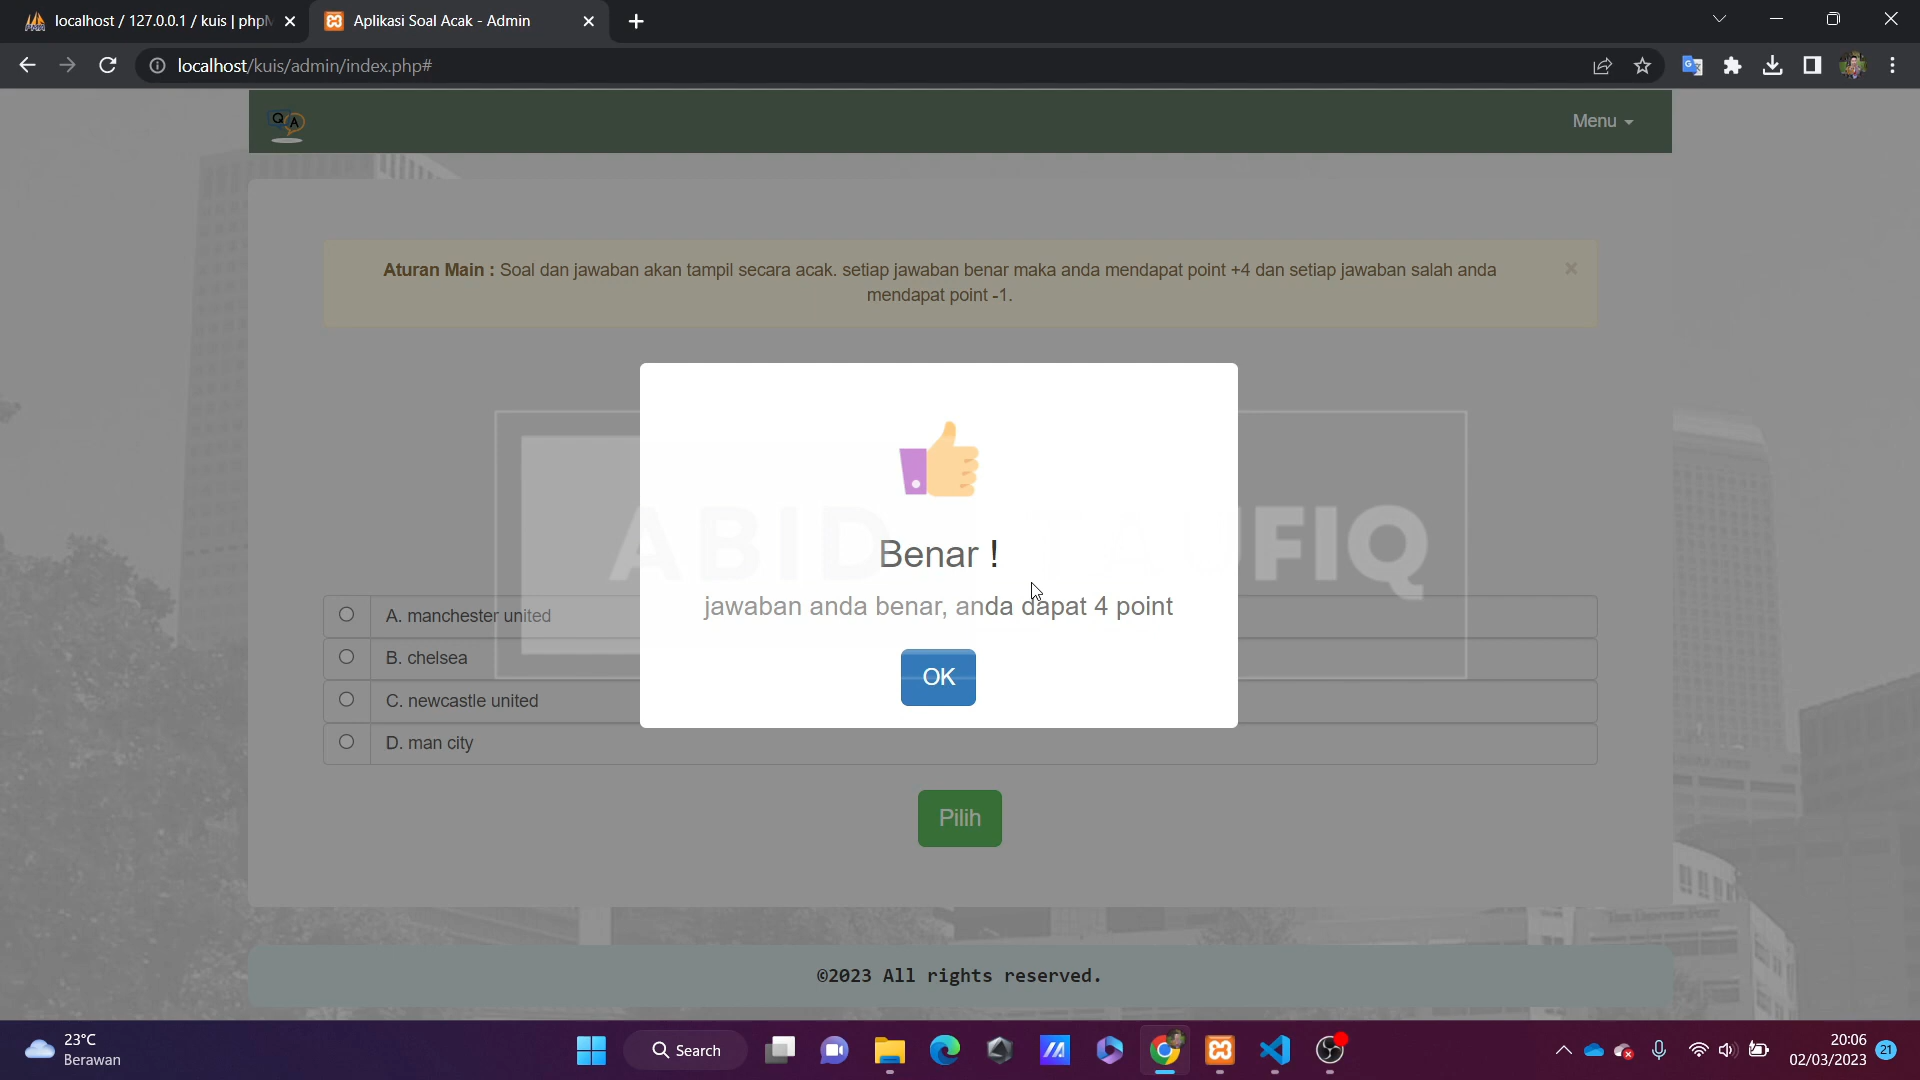 localhost / 127.0.0.1 / kuis | php
Aplikasi Soal Acak - Admin
localhost/kuis/admin/index.php#
Q A
Menu
Aturan Main : Soal dan jawaban akan tampil secara acak. setiap jawaban benar maka anda mendapat point +4 dan setiap jawaban salah anda
mendapat point -1.
ABID TAUFIQ
Benar !
jawaban anda benar, anda dapat 4 point
OK
A. manchester united
B. chelsea
C. newcastle united
D. man city
Pilih
©2023 All rights reserved.
23°C
Berawan
Search
20:06
02/03/2023
21